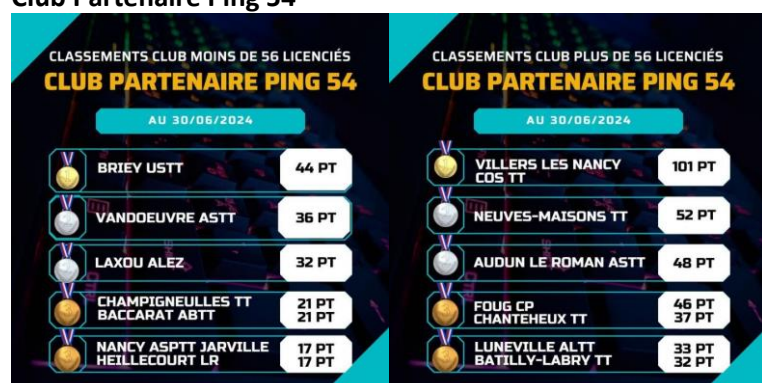 Club Partenaire Ping 54
CLASSEMENTS CLUB MOINS DE 56 LICENCIÉS
CLUB PARTENAIRE PING 54
AU 30/06/2024
BRIEY USTT 44 PT
VANDOEUVRE ASTT 36 PT
LAXOU ALEZ 32 PT
CHAMPIGNEULLES TT 21 PT
BACCARAT ABTT 21 PT
NANCY ASPTT JARVILLE 17 PT
HEILLECOURT LR 17 PT
CLASSEMENTS CLUB PLUS DE 56 LICENCIÉS
CLUB PARTENAIRE PING 54
AU 30/06/2024
VILLERS LES NANCY 101 PT
COS TT
NEUVES-MAISONS TT 52 PT
AUDUN LE ROMAN ASTT 48 PT
FOUG CP 46 PT
CHANTEHEUX TT 37 PT
LUNEVILLE ALTT 33 PT
BATILLY-LABRY TT 32 PT